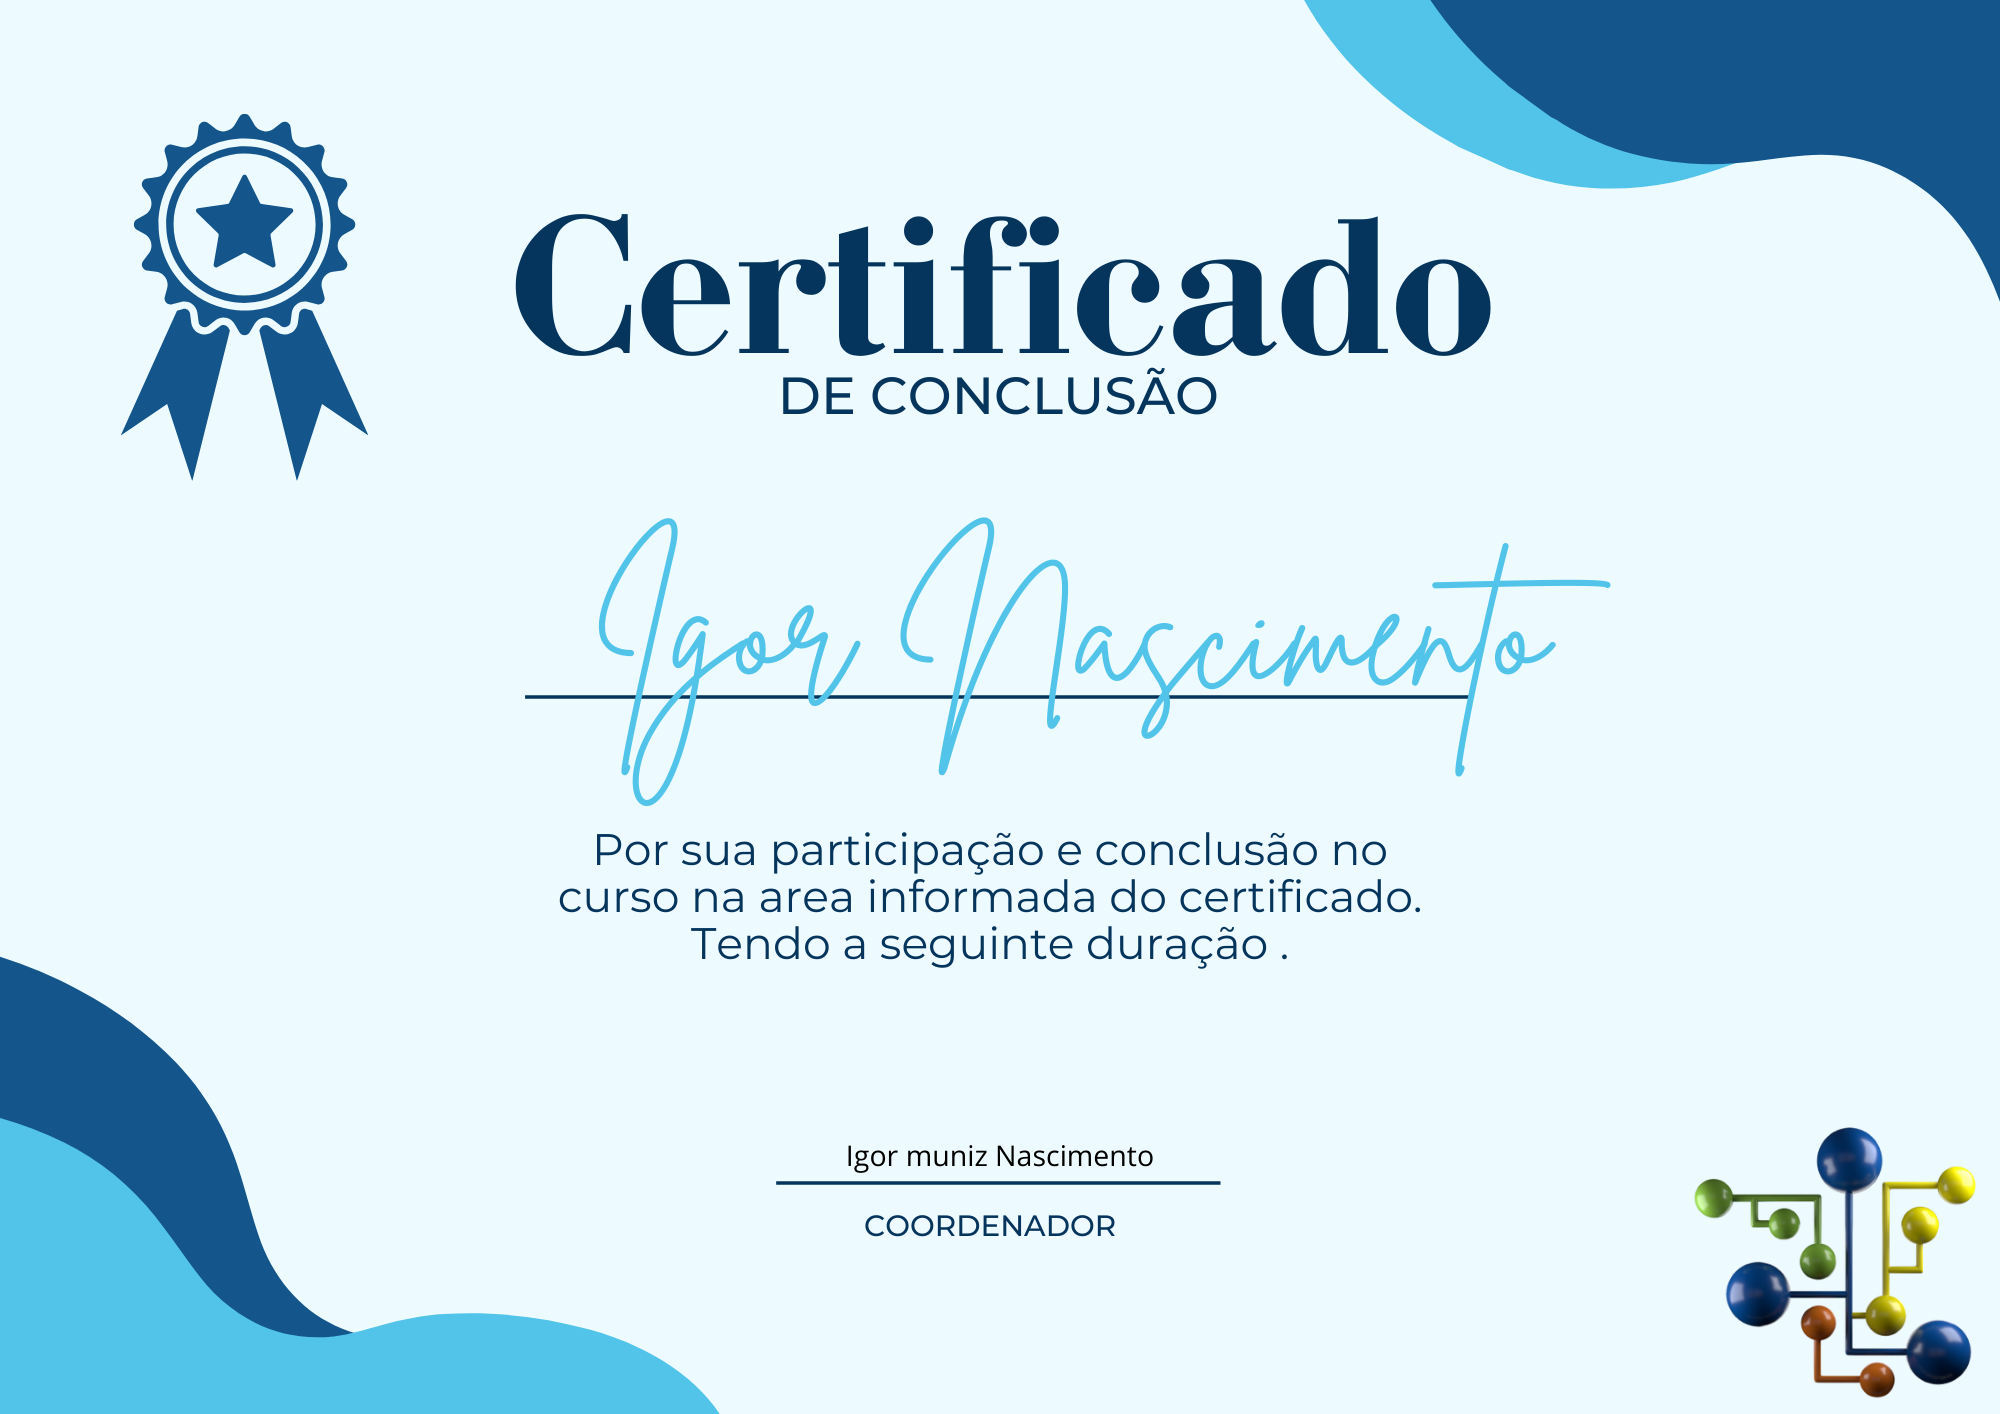 Certificado
DE CONCLUSÃO
Igor Nascimento
Por sua participação e conclusão no
curso na area informada do certificado.
Tendo a seguinte duração .
Igor muniz Nascimento
COORDENADOR